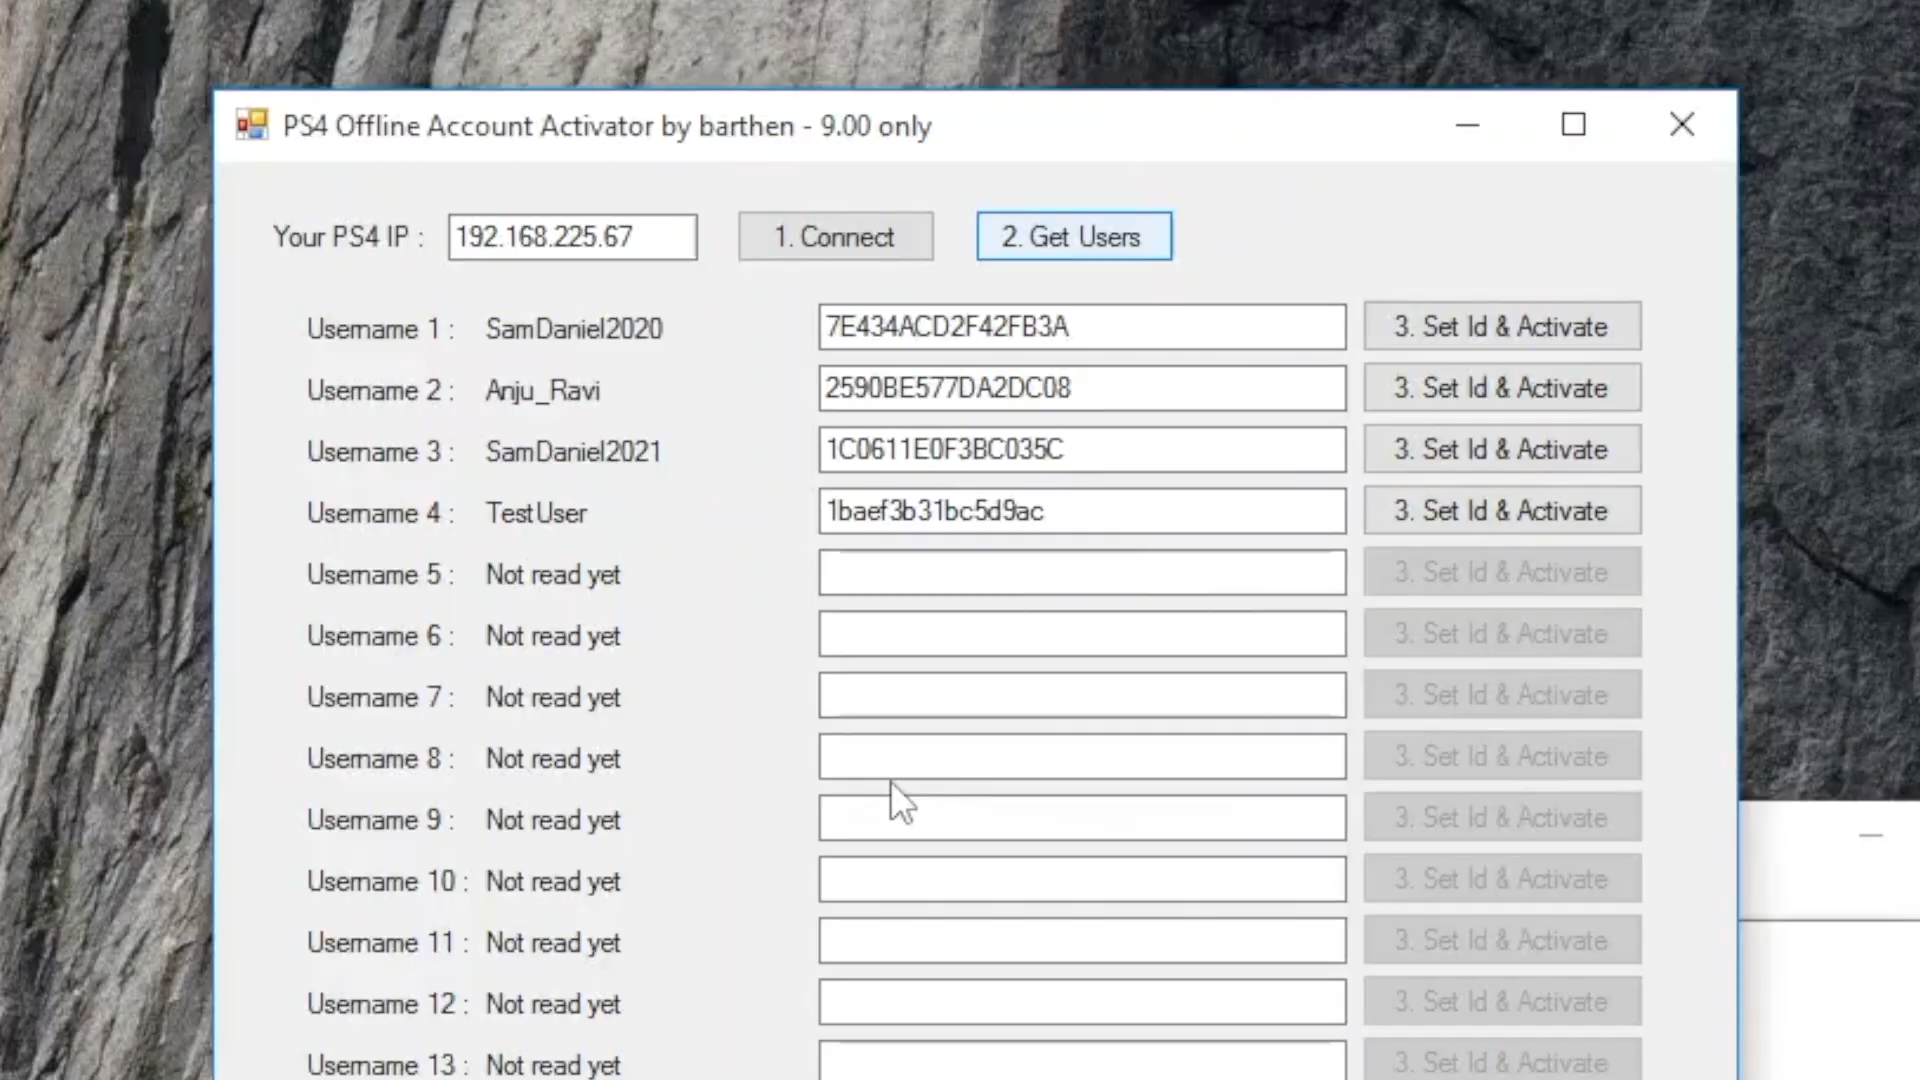 PS4 Offline Account Activator by barthen - 9.00 only
Your PS4 IP : 192.168.225.67 1. Connect 2. Get Users
Username 1 : SamDaniel2020 7E434ACD2F42FB3A 3. Set Id & Activate
Username 2 : Anju_Ravi 2590BE577DA2DC08 3. Set Id & Activate
Username 3 : SamDaniel2021 1C0611E0F3BC035C 3. Set Id & Activate
Username 4 : TestUser 1baef3b31bc5d9ac 3. Set Id & Activate
Username 5 : Not read yet 3. Set Id & Activate
Username 6 : Not read yet 3. Set Id & Activate
Username 7 : Not read yet 3. Set Id & Activate
Username 8 : Not read yet 3. Set Id & Activate
Username 9 : Not read yet 3. Set Id & Activate
Username 10 : Not read yet 3. Set Id & Activate
Username 11 : Not read yet 3. Set Id & Activate
Username 12 : Not read yet 3. Set Id & Activate
Username 13 : Not read yet 3. Set Id & Activate